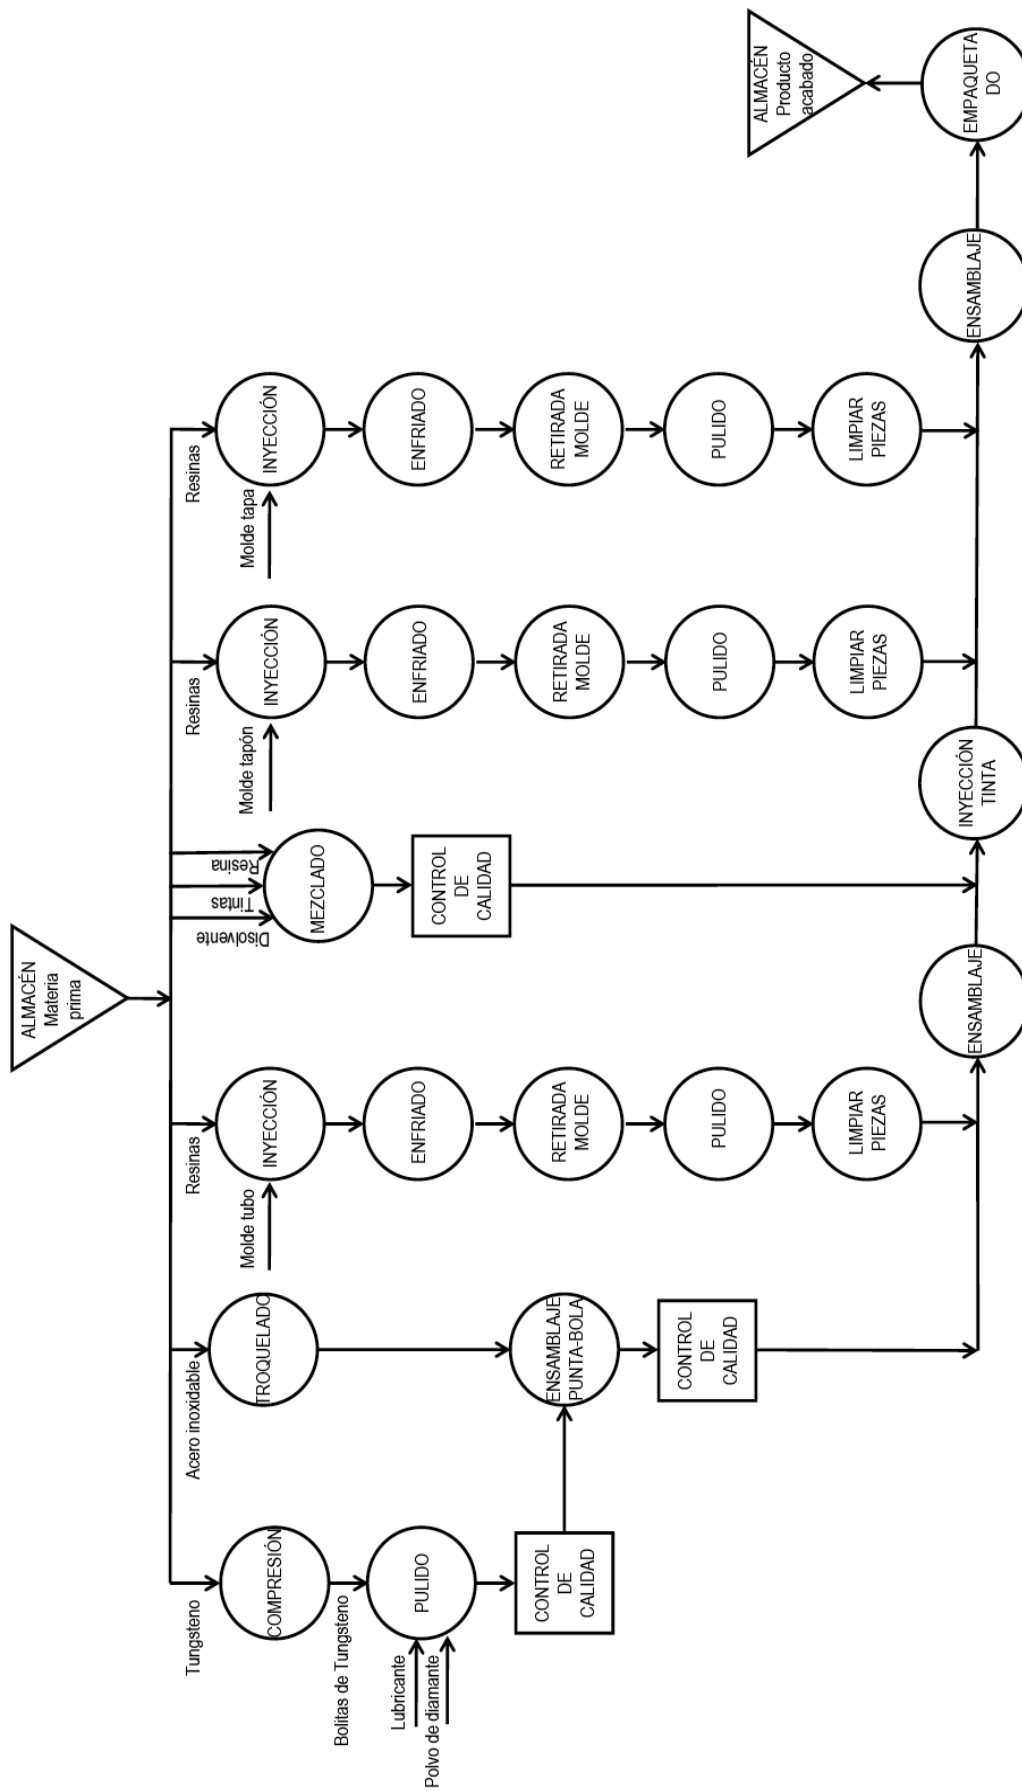 ALMACÉN
Materia
prima
Tungsteno
COMPRESIÓN
Bolitas de Tungsteno
Lubricante
Polvo de diamante
PULIDO
CONTROL
DE
CALIDAD
Acero inoxidable
TROQUELADO
ENSAMBLAJE
PUNTA-BOLA
CONTROL
DE
CALIDAD
Resinas
Molde tubo
INYECCIÓN
ENFRIADO
RETIRADA
MOLDE
PULIDO
LIMPIAR
PIEZAS
ENSAMBLAJE
Disolvente
Tintas
Resina
MEZCLADO
CONTROL
DE
CALIDAD
INYECCIÓN
TINTA
Resinas
Molde tapón
INYECCIÓN
ENFRIADO
RETIRADA
MOLDE
PULIDO
LIMPIAR
PIEZAS
Resinas
Molde tapa
INYECCIÓN
ENFRIADO
RETIRADA
MOLDE
PULIDO
LIMPIAR
PIEZAS
ENSAMBLAJE
EMPAQUETA
DO
ALMACÉN
Producto
acabado